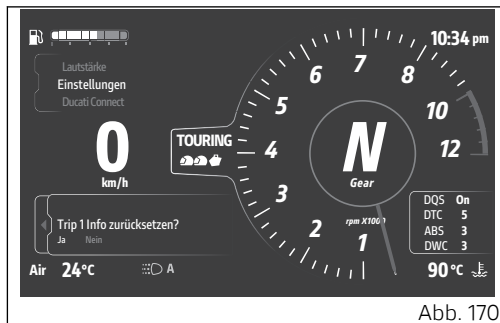 10:34 pm
Lautstärke
Einstellungen
Ducati Connect
0
km/h
TOURING
1
2
3
4
5
6
7
8
10
12
N
Gear
rpm X1000
Trip 1 Info zurücksetzen?
Ja Nein
DQS On
DTC 5
ABS 3
DWC 3
Air 24°C
A
90°C
Abb. 170